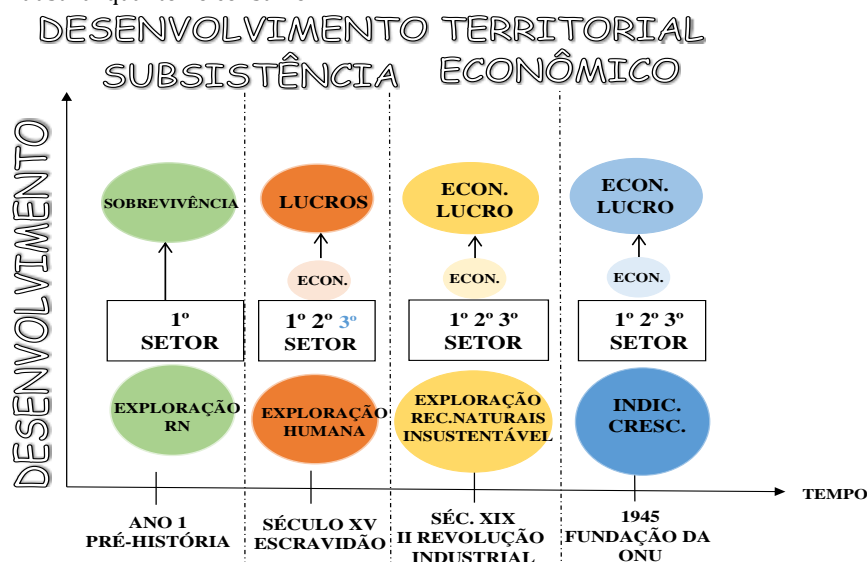 DESENVOLVIMENTO TERRITORIAL
SUBSISTÊNCIA ECONÔMICO
DESENVOLVIMENTO
SOBREVIVÊNCIA
LUCROS
ECON.
LUCRO
ECON.
LUCRO
ECON.
ECON.
ECON.
1º
SETOR
1º 2º 3º
SETOR
1º 2º 3º
SETOR
1º 2º 3º
SETOR
EXPLORAÇÃO
RN
EXPLORAÇÃO
HUMANA
EXPLORAÇÃO
REC.NATURAIS
INSUSTENTÁVEL
INDIC.
CRESC.
TEMPO
ANO 1
PRÉ-HISTÓRIA
SÉCULO XV
ESCRAVIDÃO
SÉC. XIX
II REVOLUÇÃO
INDUSTRIAL
1945
FUNDAÇÃO DA
ONU